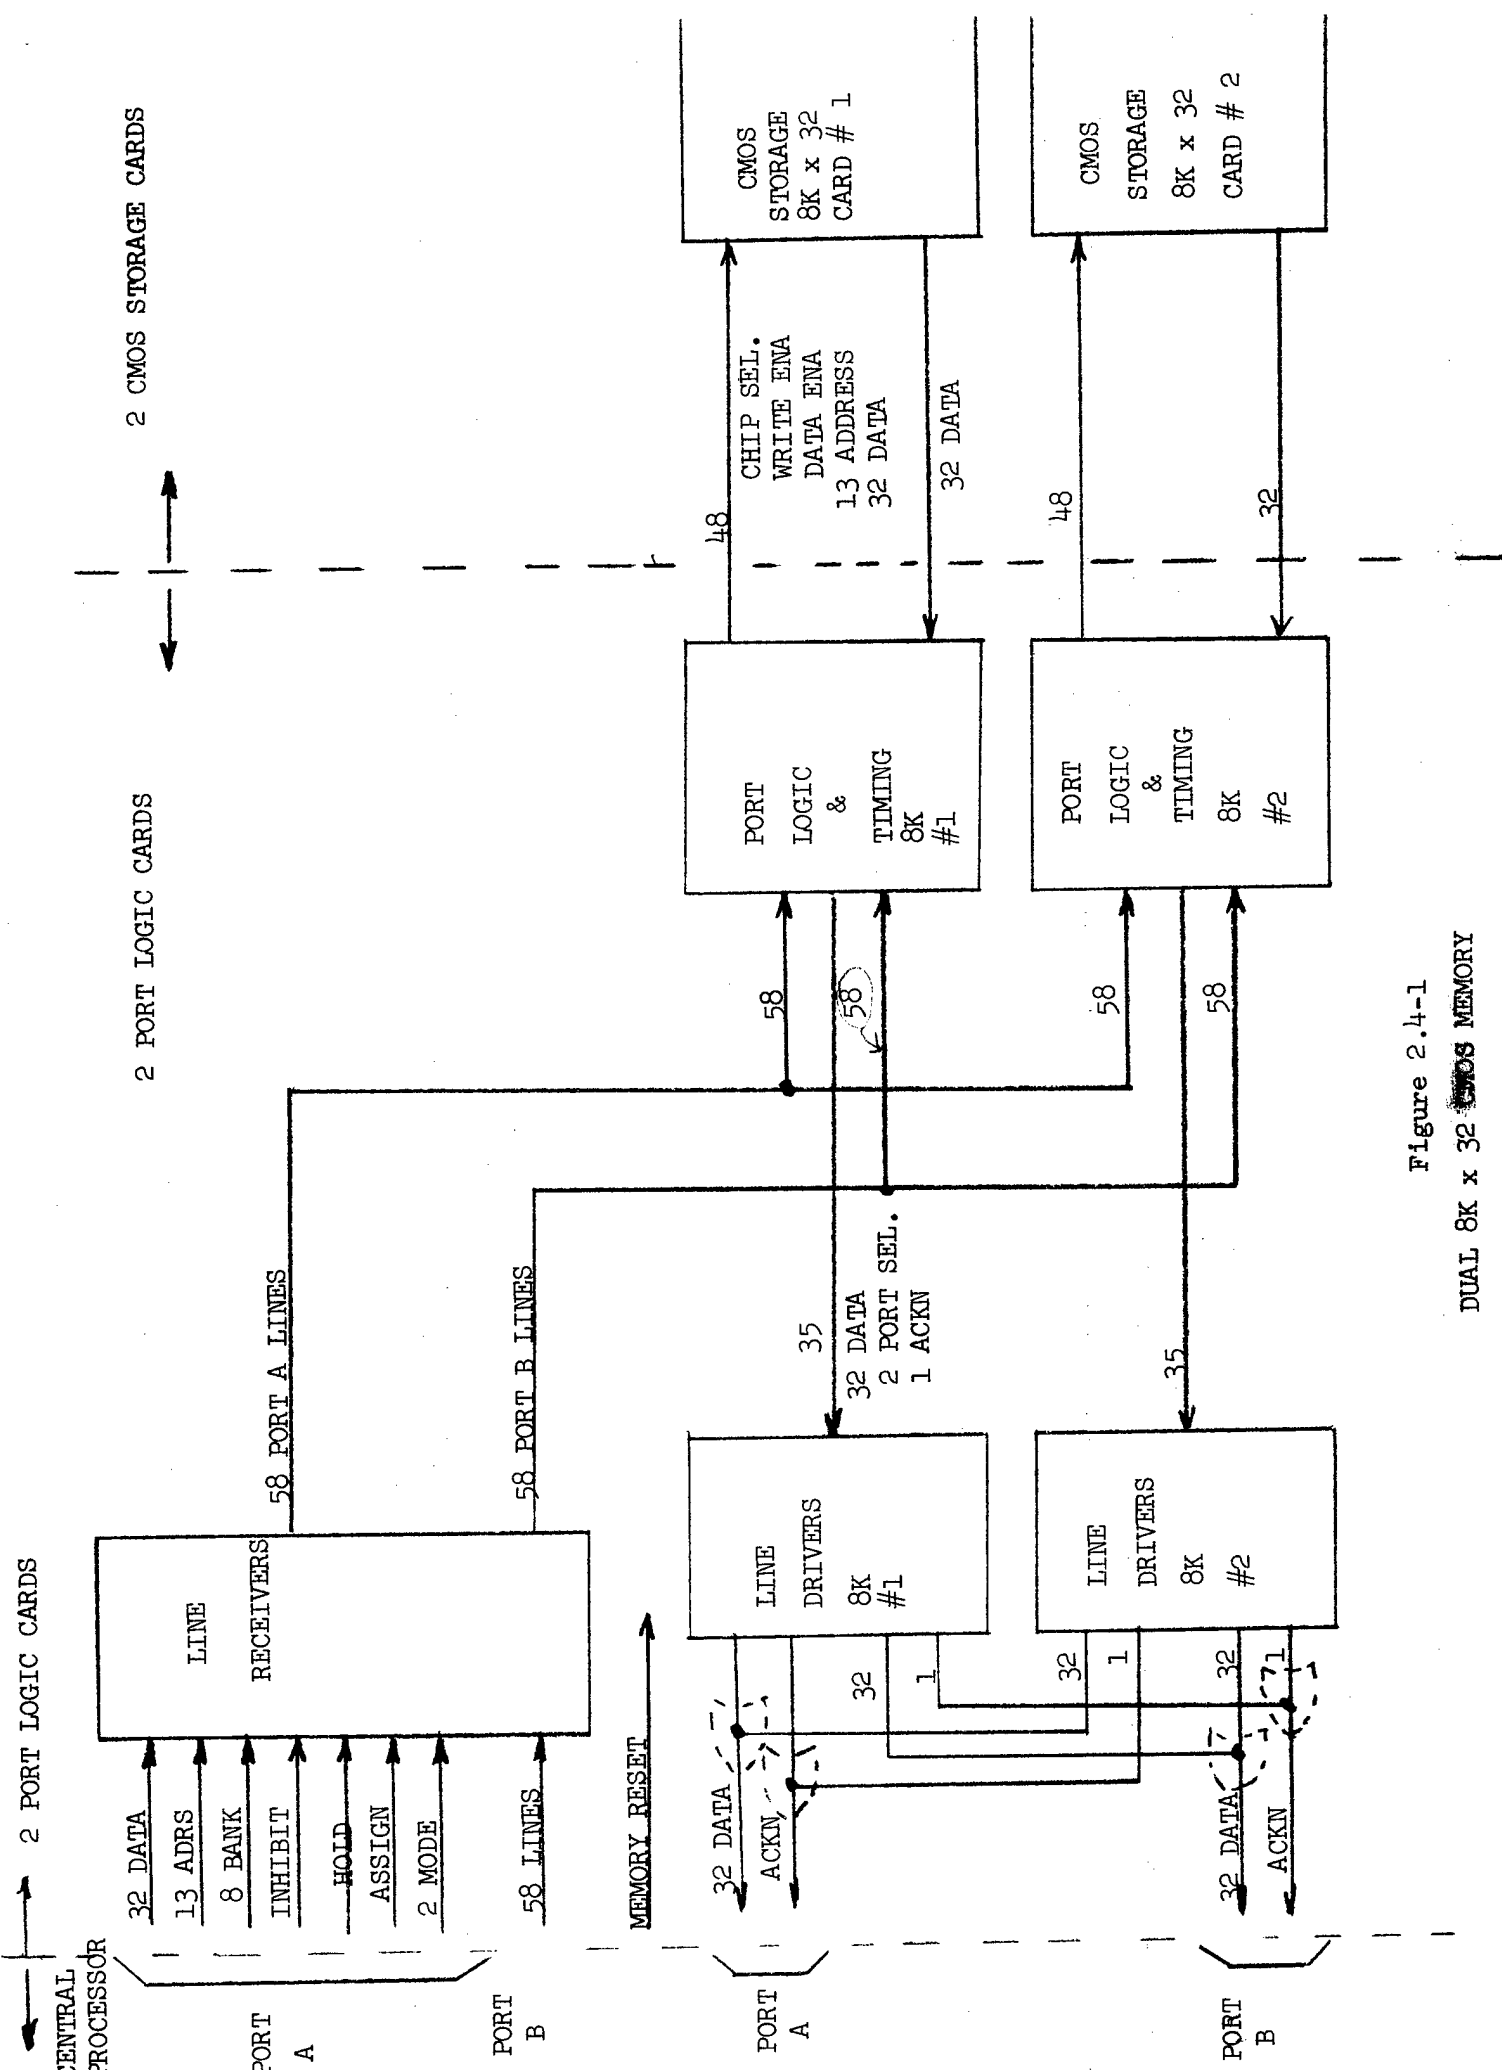 CENTRAL
PROCESSOR
2 PORT LOGIC CARDS
2 PORT LOGIC CARDS
2 CMOS STORAGE CARDS
PORT
A
32 DATA
13 ADRS
8 BANK
INHIBIT
HOLD
ASSIGN
2 MODE
PORT
B
58 LINES
LINE
RECEIVERS
58 PORT A LINES
58 PORT B LINES
MEMORY RESET
PORT
A
32 DATA
ACKN
32
1
LINE
DRIVERS
8K
#1
35
32 DATA
2 PORT SEL.
1 ACKN
58
58
PORT
LOGIC
&
TIMING
8K
#1
48
CHIP SEL.
WRITE ENA
DATA ENA
13 ADDRESS
32 DATA
32 DATA
CMOS
STORAGE
8K x 32
CARD # 1
PORT
B
32 DATA
ACKN
32
1
32
1
LINE
DRIVERS
8K
#2
35
58
58
PORT
LOGIC
&
TIMING
8K
#2
48
32
CMOS
STORAGE
8K x 32
CARD # 2
Figure 2.4-1
DUAL 8K x 32 CMOS MEMORY